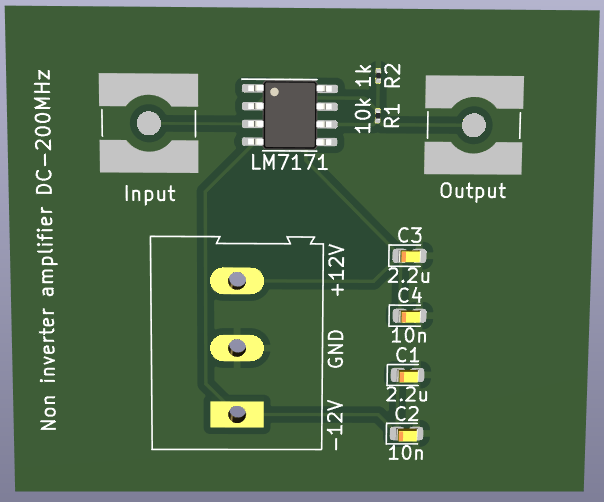 Non inverter amplifier DC-200MHz
Input
LM7171
1k
R2
10k
R1
Output
+12V
GND
-12V
C3
2.2u
C4
10n
C1
2.2u
C2
10n